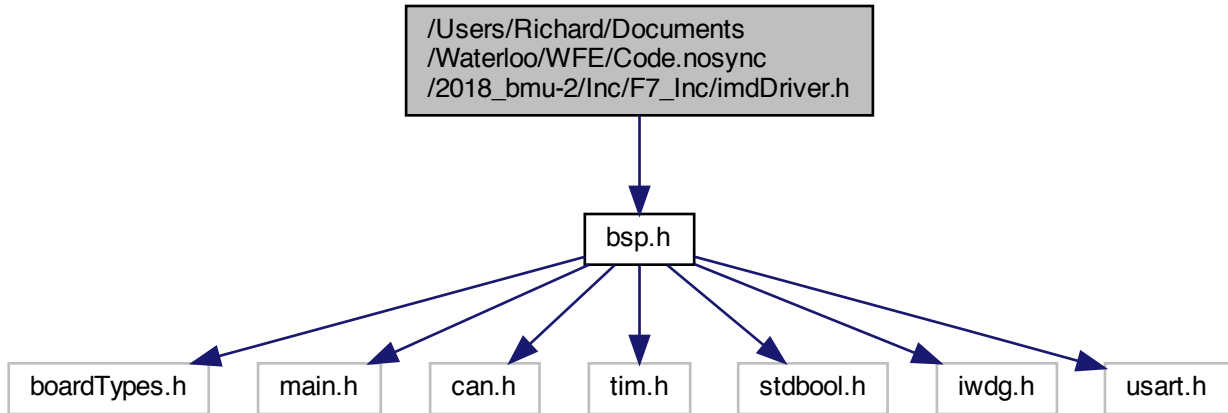 /Users/Richard/Documents
/Waterloo/WFE/Code.nosync
/2018_bmu-2/Inc/F7_Inc/imdDriver.h
bsp.h
boardTypes.h
main.h
can.h
tim.h
stdbool.h
iwdg.h
usart.h